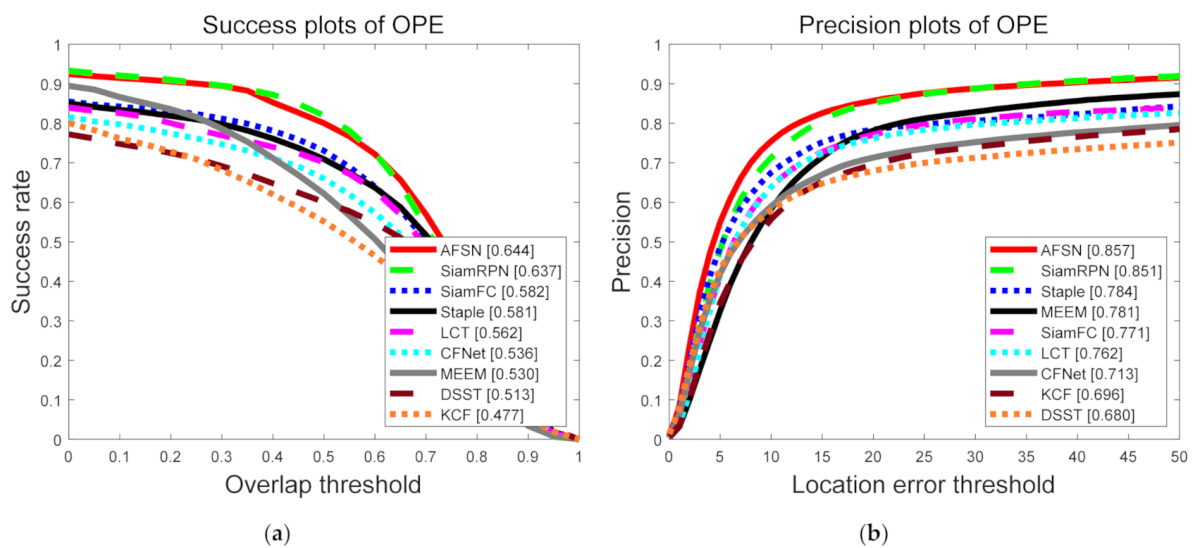 Success plots of OPE
1
0.9
0.8
0.7
0.6
0.5
0.4
0.3
0.2
0.1
0
Success rate
AFSN [0.644]
SiamRPN [0.637]
SiamFC [0.582]
Staple [0.581]
LCT [0.562]
CFNet [0.536]
MEEM [0.530]
DSST [0.513]
KCF [0.477]
0 0.1 0.2 0.3 0.4 0.5 0.6 0.7 0.8 0.9 1
Overlap threshold
(a)
Precision plots of OPE
1
0.9
0.8
0.7
0.6
0.5
0.4
0.3
0.2
0.1
0
Precision
AFSN [0.857]
SiamRPN [0.851]
Staple [0.784]
MEEM [0.781]
SiamFC [0.771]
LCT [0.762]
CFNet [0.713]
KCF [0.696]
DSST [0.680]
0 5 10 15 20 25 30 35 40 45 50
Location error threshold
(b)